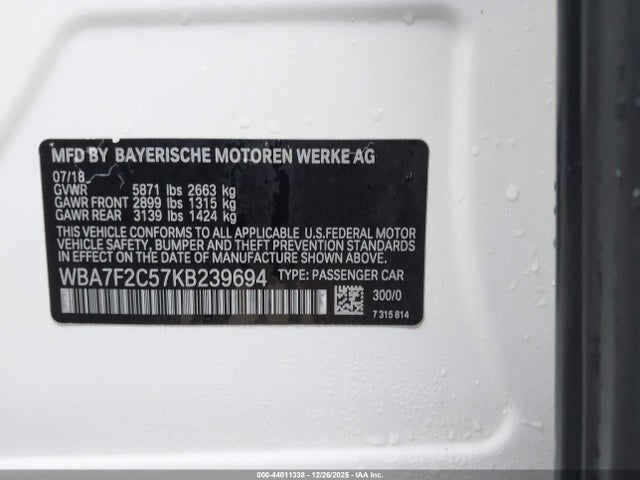 MFD BY BAYERISCHE MOTOREN WERKE AG
07/18
GVWR 5871 lbs 2663 kg
GAWR FRONT 2899 lbs 1315 kg
GAWR REAR 3139 lbs 1424 kg
THIS VEHICLE CONFORMS TO ALL APPLICABLE U.S.FEDERAL MOTOR
VEHICLE SAFETY, BUMPER AND THEFT PREVENTION STANDARDS
IN EFFECT ON THE DATE OF MANUFACTURE SHOWN ABOVE.
WBA7F2C57KB239694 TYPE: PASSENGER CAR
300/0
7 315 814
000-44011338 - 12/26/2025 - IAA Inc.